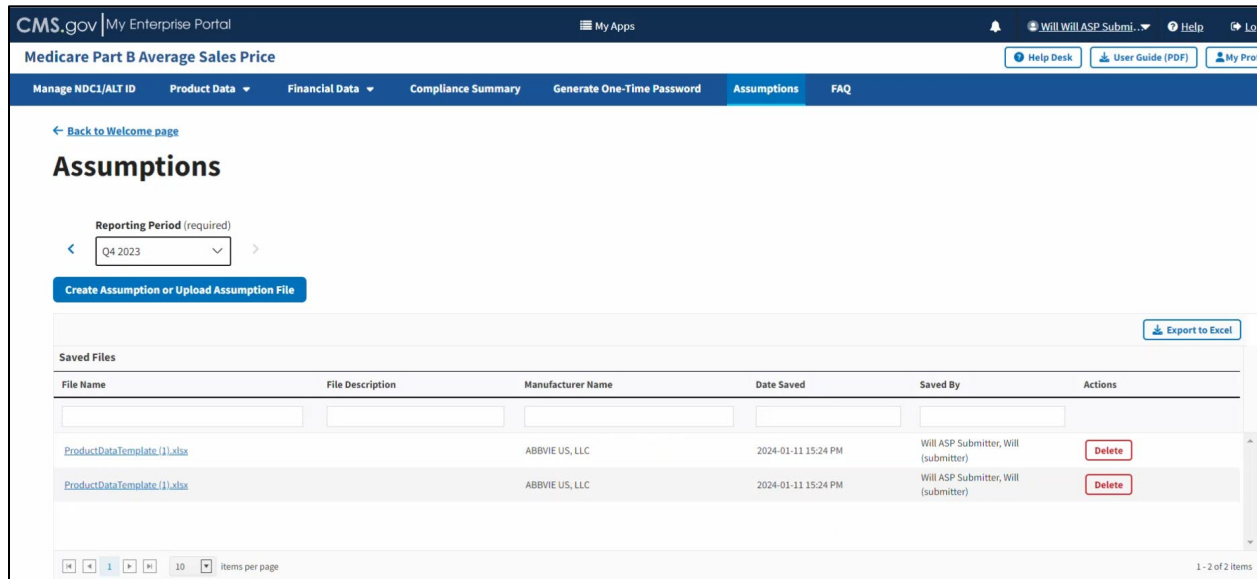 CMS.gov My Enterprise Portal My Apps Will Will ASP Submi... Help Lo
Medicare Part B Average Sales Price Help Desk User Guide (PDF) My Prof
Manage NDC1/ALT ID Product Data Financial Data Compliance Summary Generate One-Time Password Assumptions FAQ
Back to Welcome page
Assumptions
Reporting Period (required)
Q4 2023
Create Assumption or Upload Assumption File
Export to Excel
Saved Files
File Name File Description Manufacturer Name Date Saved Saved By Actions
ProductDataTemplate (1).xlsx ABBVIE US, LLC 2024-01-11 15:24 PM Will ASP Submitter, Will (submitter) Delete
ProductDataTemplate (1).xlsx ABBVIE US, LLC 2024-01-11 15:24 PM Will ASP Submitter, Will (submitter) Delete
1 10 items per page 1 - 2 of 2 items